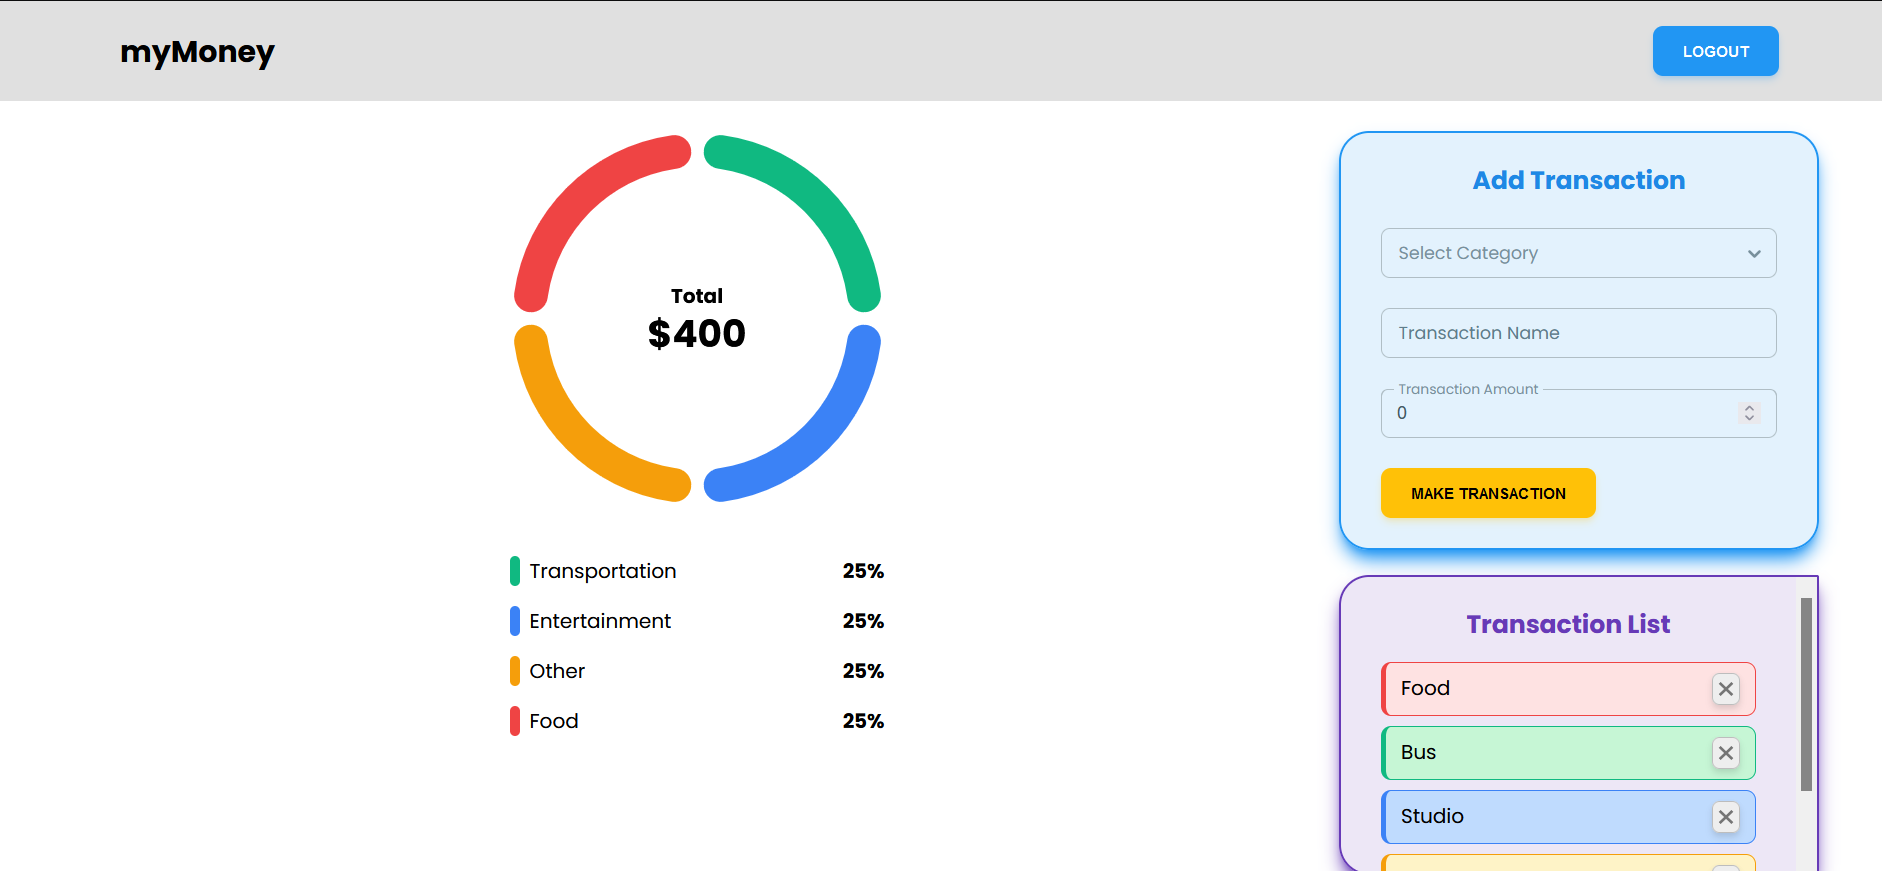 myMoney
LOGOUT
Total
$400
Transportation 25%
Entertainment 25%
Other 25%
Food 25%
Add Transaction
Select Category
Transaction Name
Transaction Amount
0
MAKE TRANSACTION
Transaction List
Food
Bus
Studio